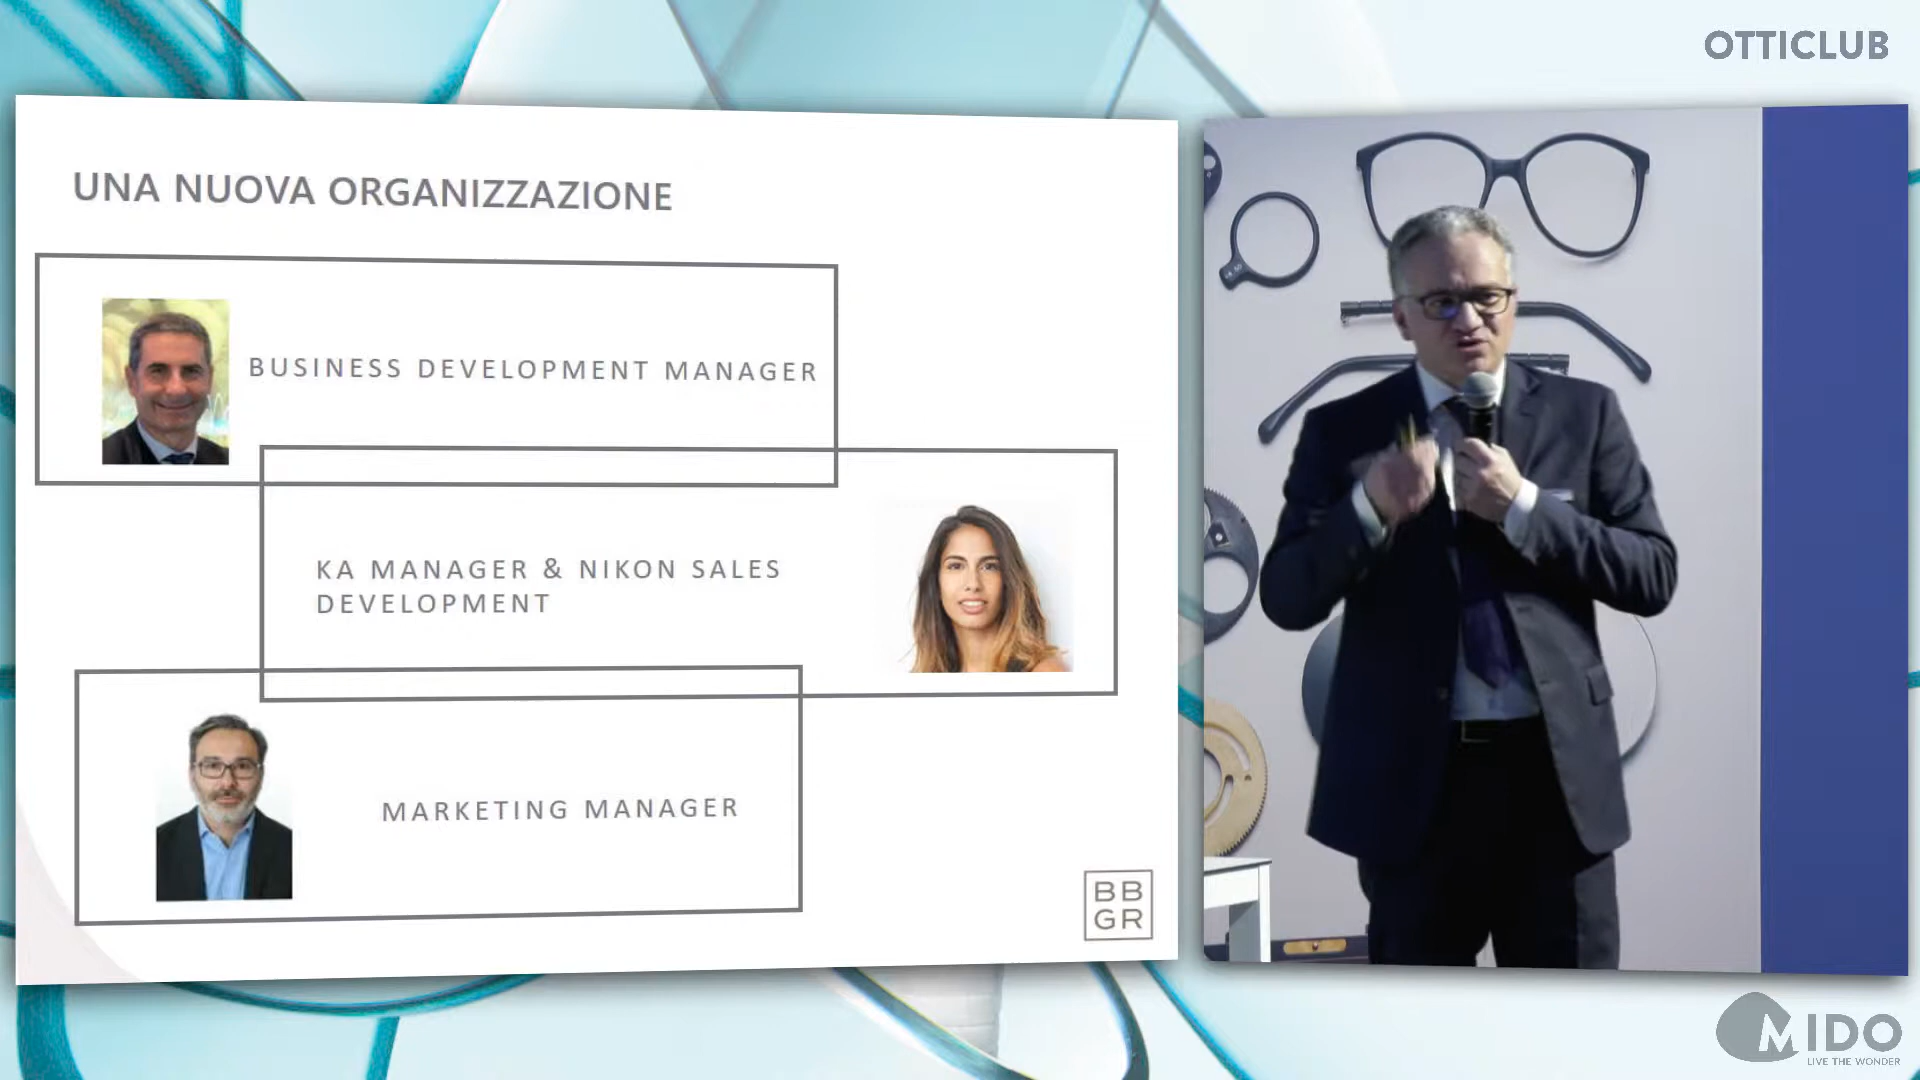 OTTICLUB
UNA NUOVA ORGANIZZAZIONE
BUSINESS DEVELOPMENT MANAGER
KA MANAGER & NIKON SALES
DEVELOPMENT
MARKETING MANAGER
BB
GR
MIDO
LIVE THE WONDER